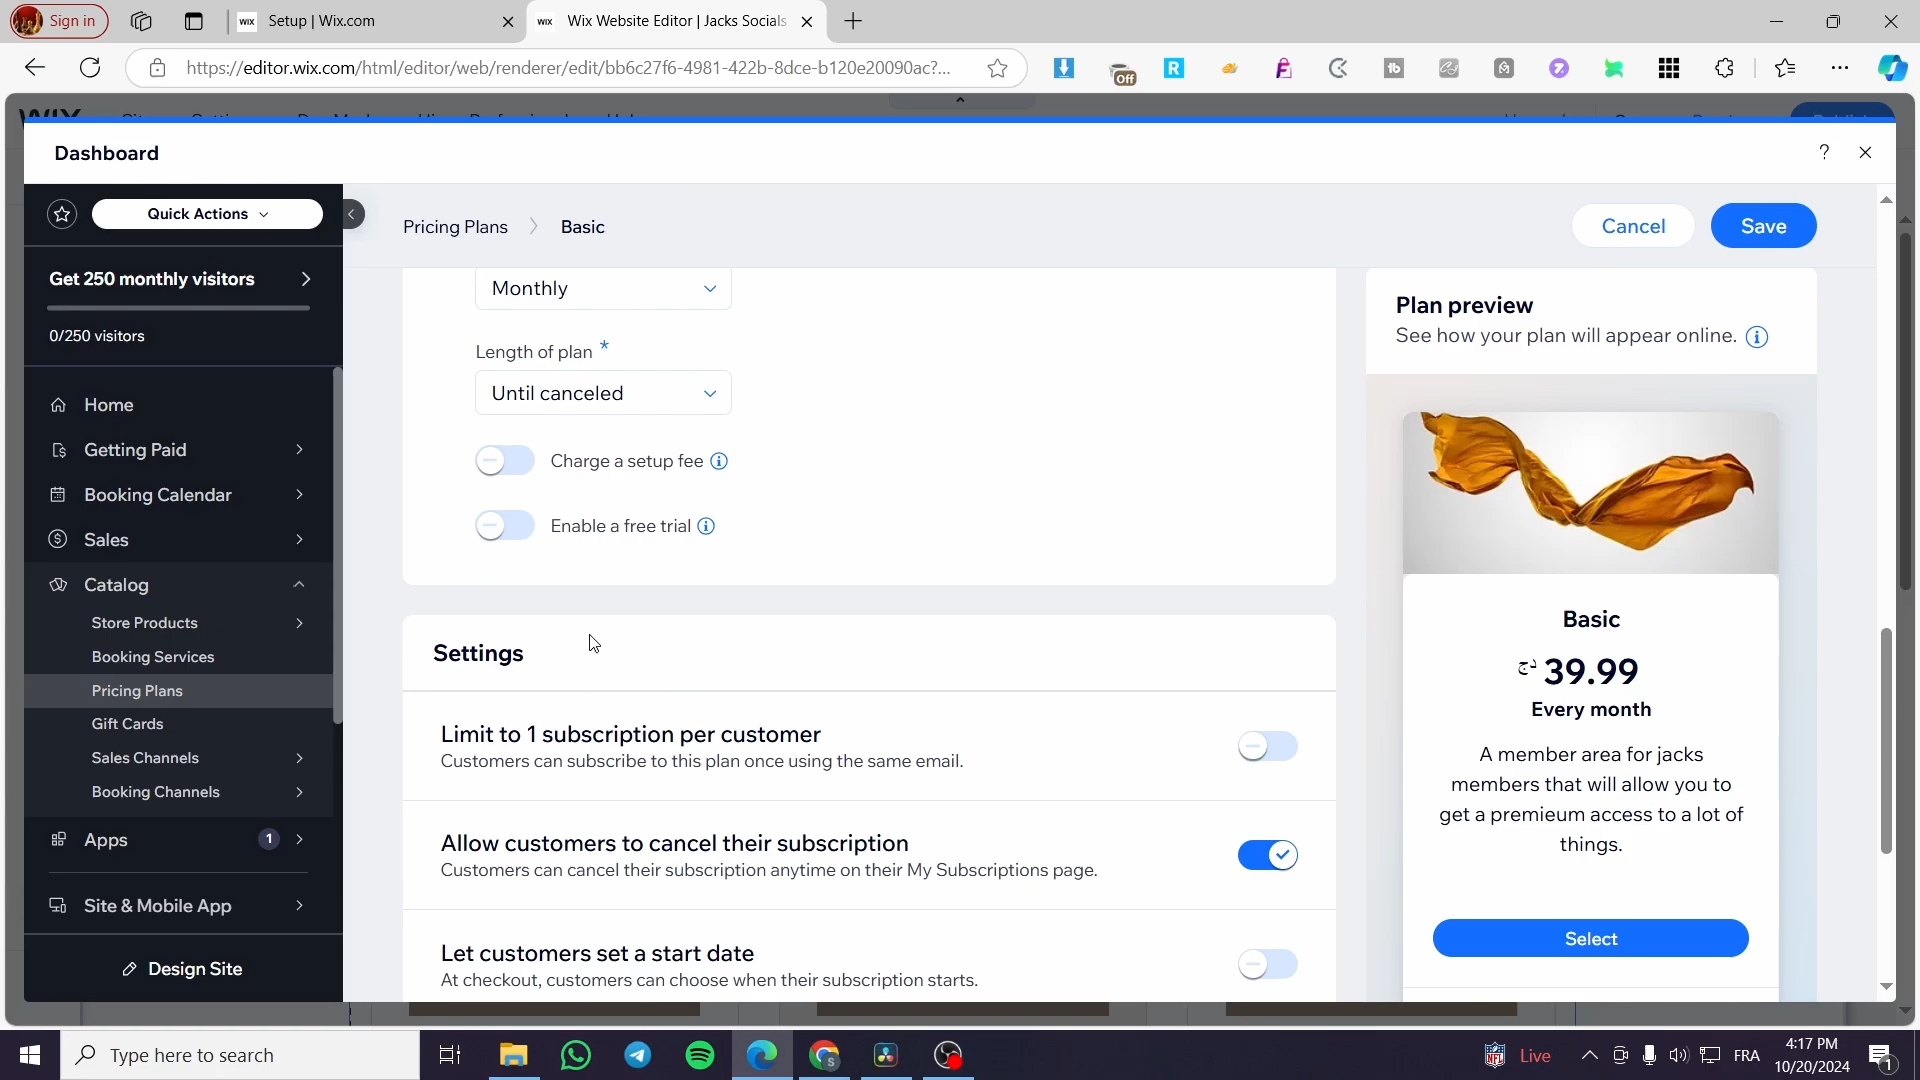 Sign in
Setup | Wix.com
Wix Website Editor | Jacks Socials
https://editor.wix.com/html/editor/web/renderer/edit/bb6c27f6-4981-422b-8dce-b120e20090ac?...
Off
Dashboard
?
Quick Actions
Pricing Plans
Basic
Cancel
Save
Get 250 monthly visitors
0/250 visitors
Home
Getting Paid
Booking Calendar
Sales
Catalog
Store Products
Booking Services
Pricing Plans
Gift Cards
Sales Channels
Booking Channels
Apps
1
Site & Mobile App
Design Site
Monthly
Length of plan *
Until canceled
Charge a setup fee
Enable a free trial
Settings
Limit to 1 subscription per customer
Customers can subscribe to this plan once using the same email.
Allow customers to cancel their subscription
Customers can cancel their subscription anytime on their My Subscriptions page.
Let customers set a start date
At checkout, customers can choose when their subscription starts.
Plan preview
See how your plan will appear online.
Basic
دج 39.99
Every month
A member area for jacks
members that will allow you to
get a premieum access to a lot of
things.
Select
Type here to search
Live
FRA
4:17 PM
10/20/2024
1